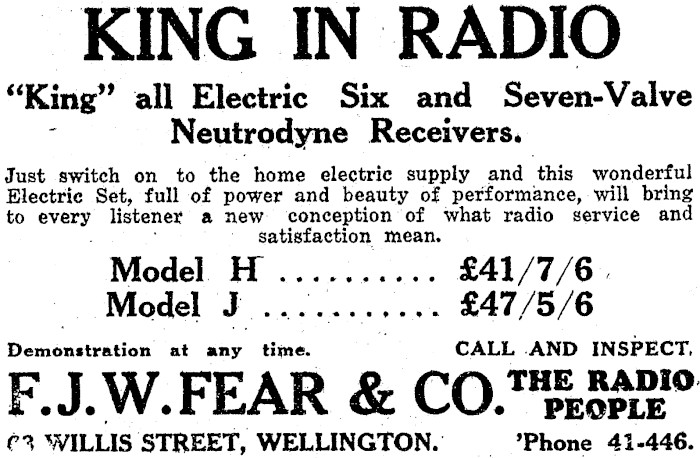 KING IN RADIO
"King" all Electric Six and Seven-Valve
Neutrodyne Receivers.
Just switch on to the home electric supply and this wonderful
Electric Set, full of power and beauty of performance, will bring
to every listener a new conception of what radio service and
satisfaction mean.
Model H .......... £41/7/6
Model J ........... £47/5/6
Demonstration at any time. CALL AND INSPECT.
F.J.W.FEAR & CO. THE RADIO
PEOPLE
WILLIS STREET, WELLINGTON. 'Phone 41-446.